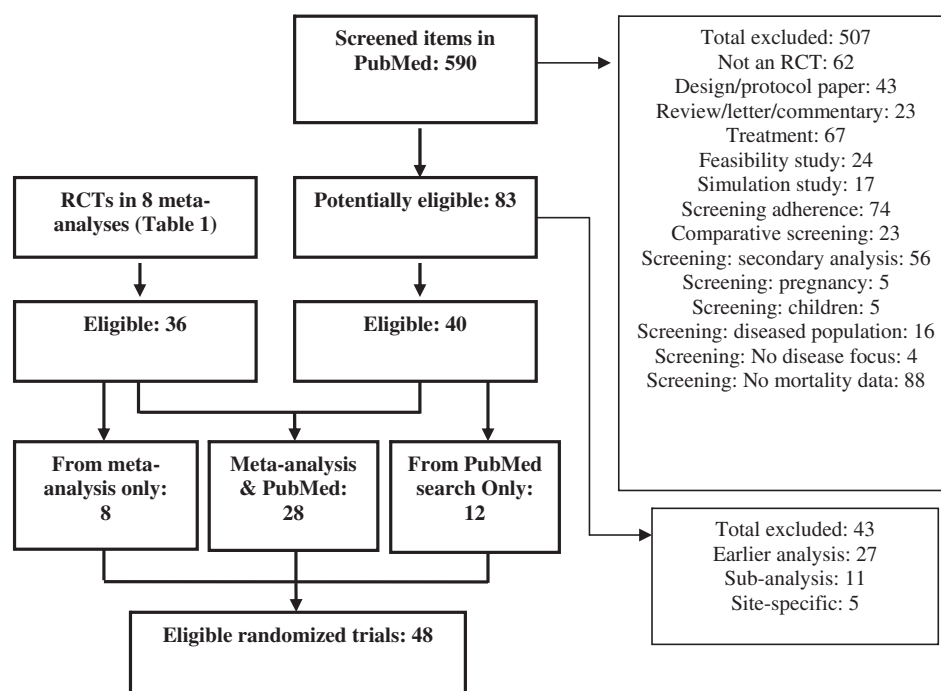 Screened items in
PubMed: 590
Total excluded: 507
Not an RCT: 62
Design/protocol paper: 43
Review/letter/commentary: 23
Treatment: 67
Feasibility study: 24
Simulation study: 17
Screening adherence: 74
Comparative screening: 23
Screening: secondary analysis: 56
Screening: pregnancy: 5
Screening: children: 5
Screening: diseased population: 16
Screening: No disease focus: 4
Screening: No mortality data: 88
RCTs in 8 meta-
analyses (Table 1)
Potentially eligible: 83
Eligible: 36
Eligible: 40
From meta-
analysis only:
8
Meta-analysis
& PubMed:
28
From PubMed
search Only:
12
Total excluded: 43
Earlier analysis: 27
Sub-analysis: 11
Site-specific: 5
Eligible randomized trials: 48